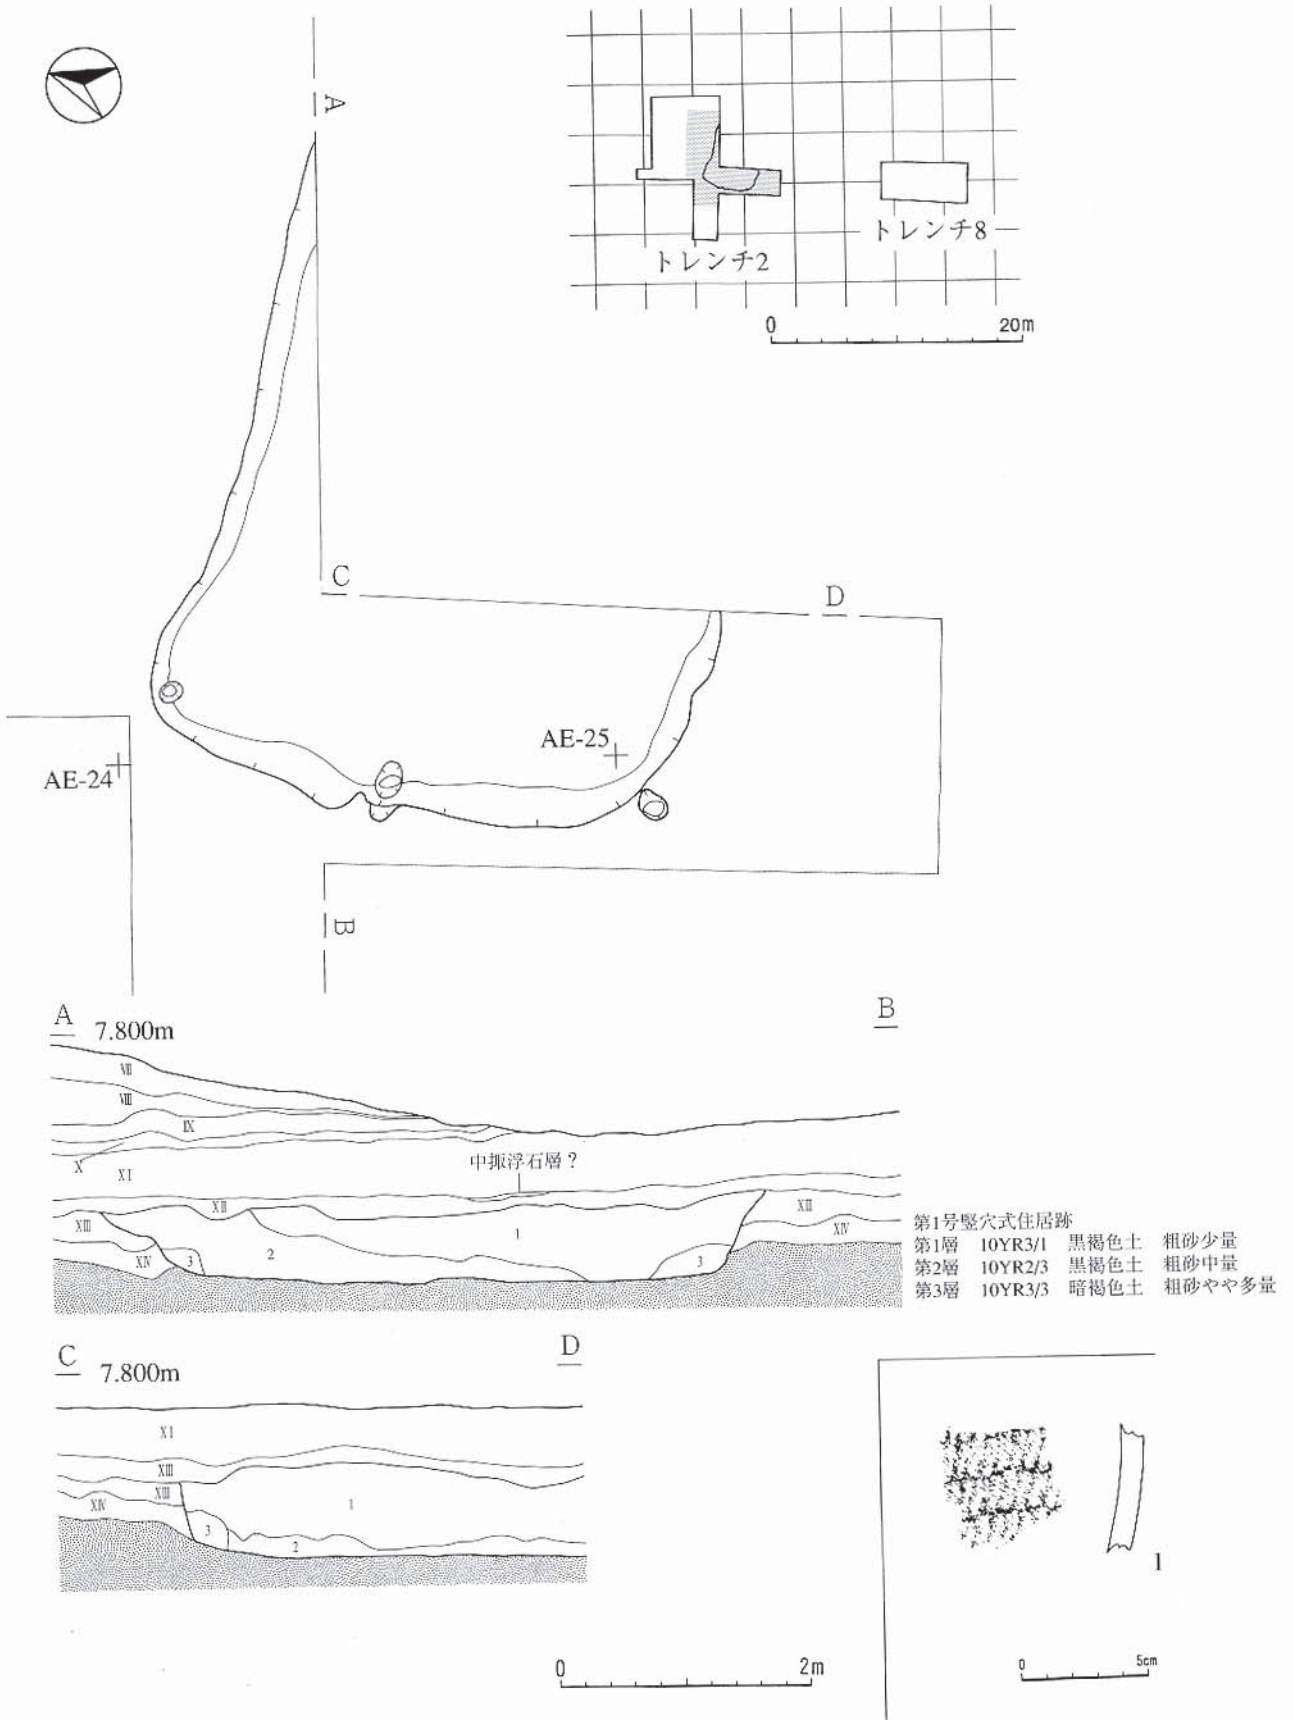 A
トレンチ2
トレンチ8
0 20m
C
D
AE-25
AE-24
B
A 7.800m
B
Ⅶ
Ⅷ
Ⅸ
Ⅹ
ⅩⅠ
中掫浮石層?
ⅩⅡ
ⅩⅢ
ⅩⅢ
ⅩⅣ
ⅩⅣ
1
2
3
3
第1号竪穴式住居跡
第1層 10YR3/1 黒褐色土 粗砂少量
第2層 10YR2/3 黒褐色土 粗砂中量
第3層 10YR3/3 暗褐色土 粗砂やや多量
C 7.800m
D
ⅩⅠ
ⅩⅢ
ⅩⅢ
ⅩⅣ
1
2
3
1
0 2m
0 5cm